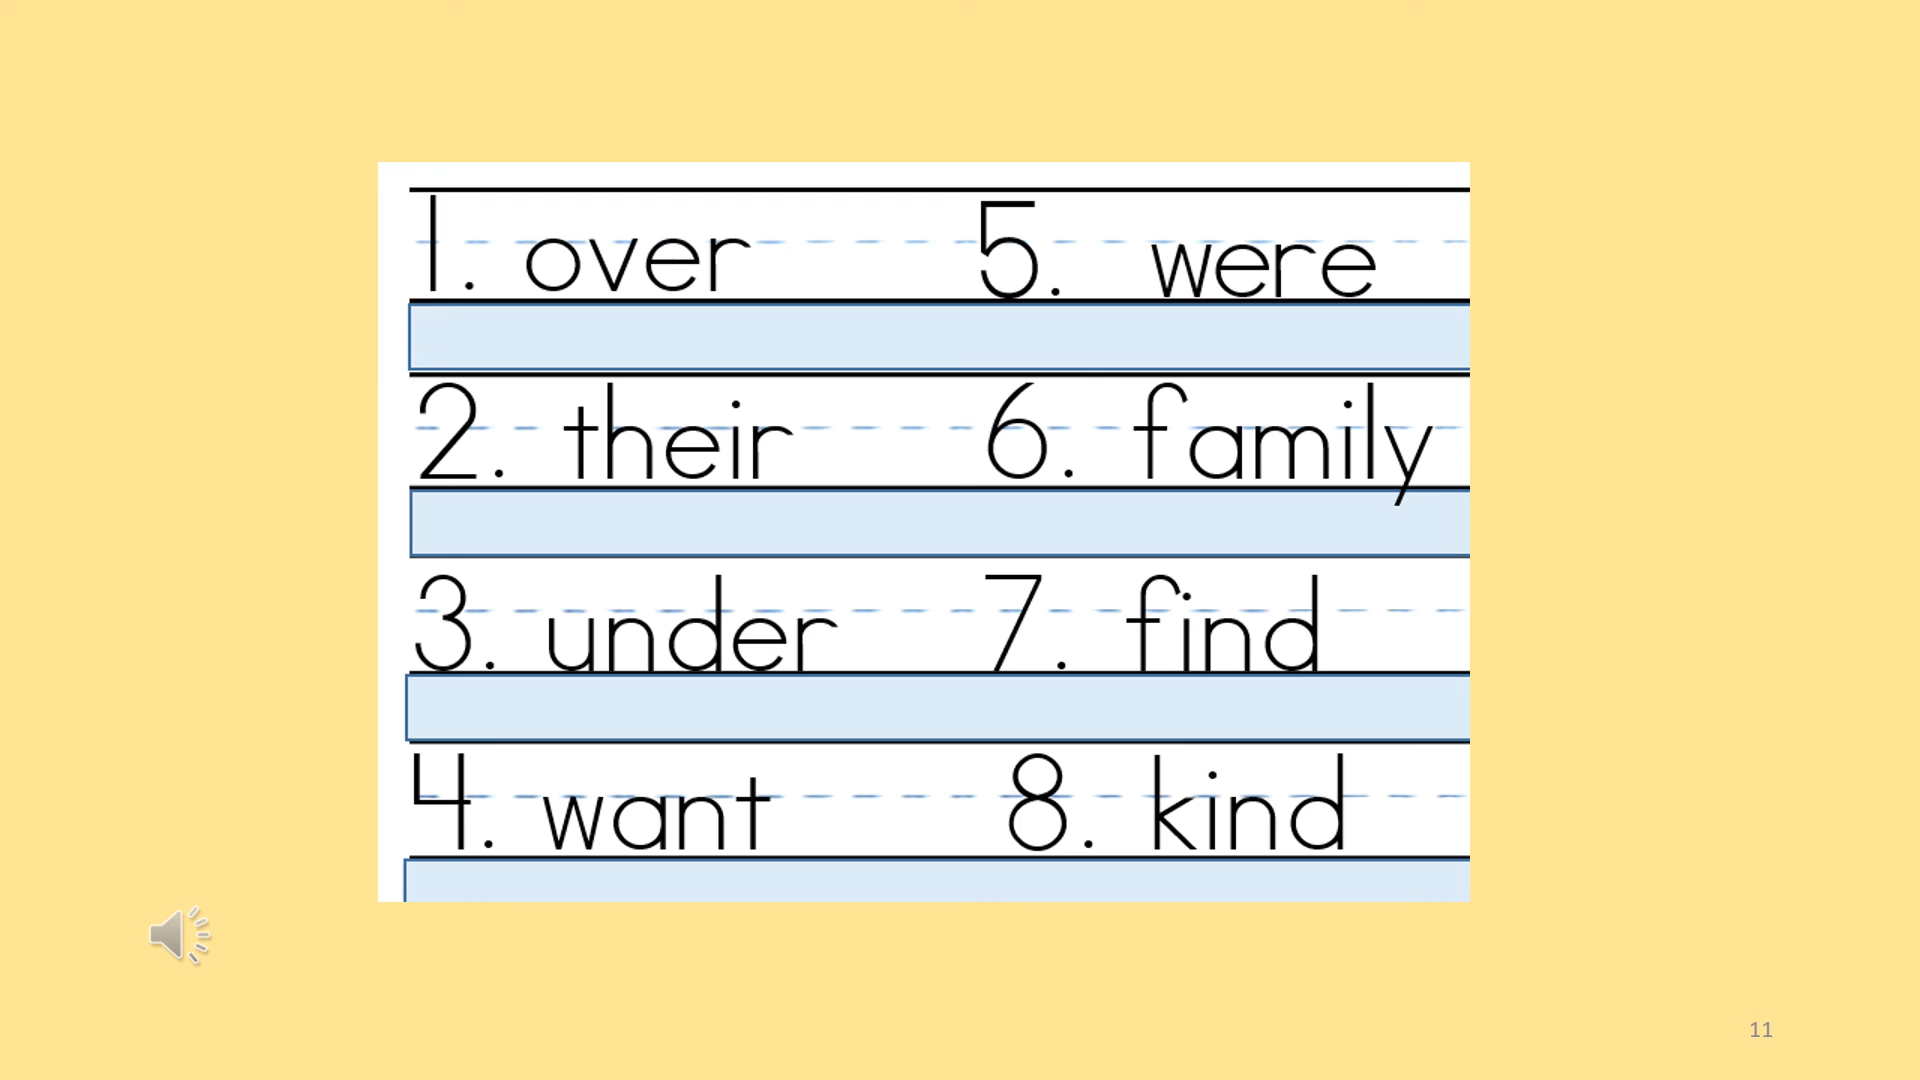 1. over 5. were
2. their 6. family
3. under 7. find
4. want 8. kind
11